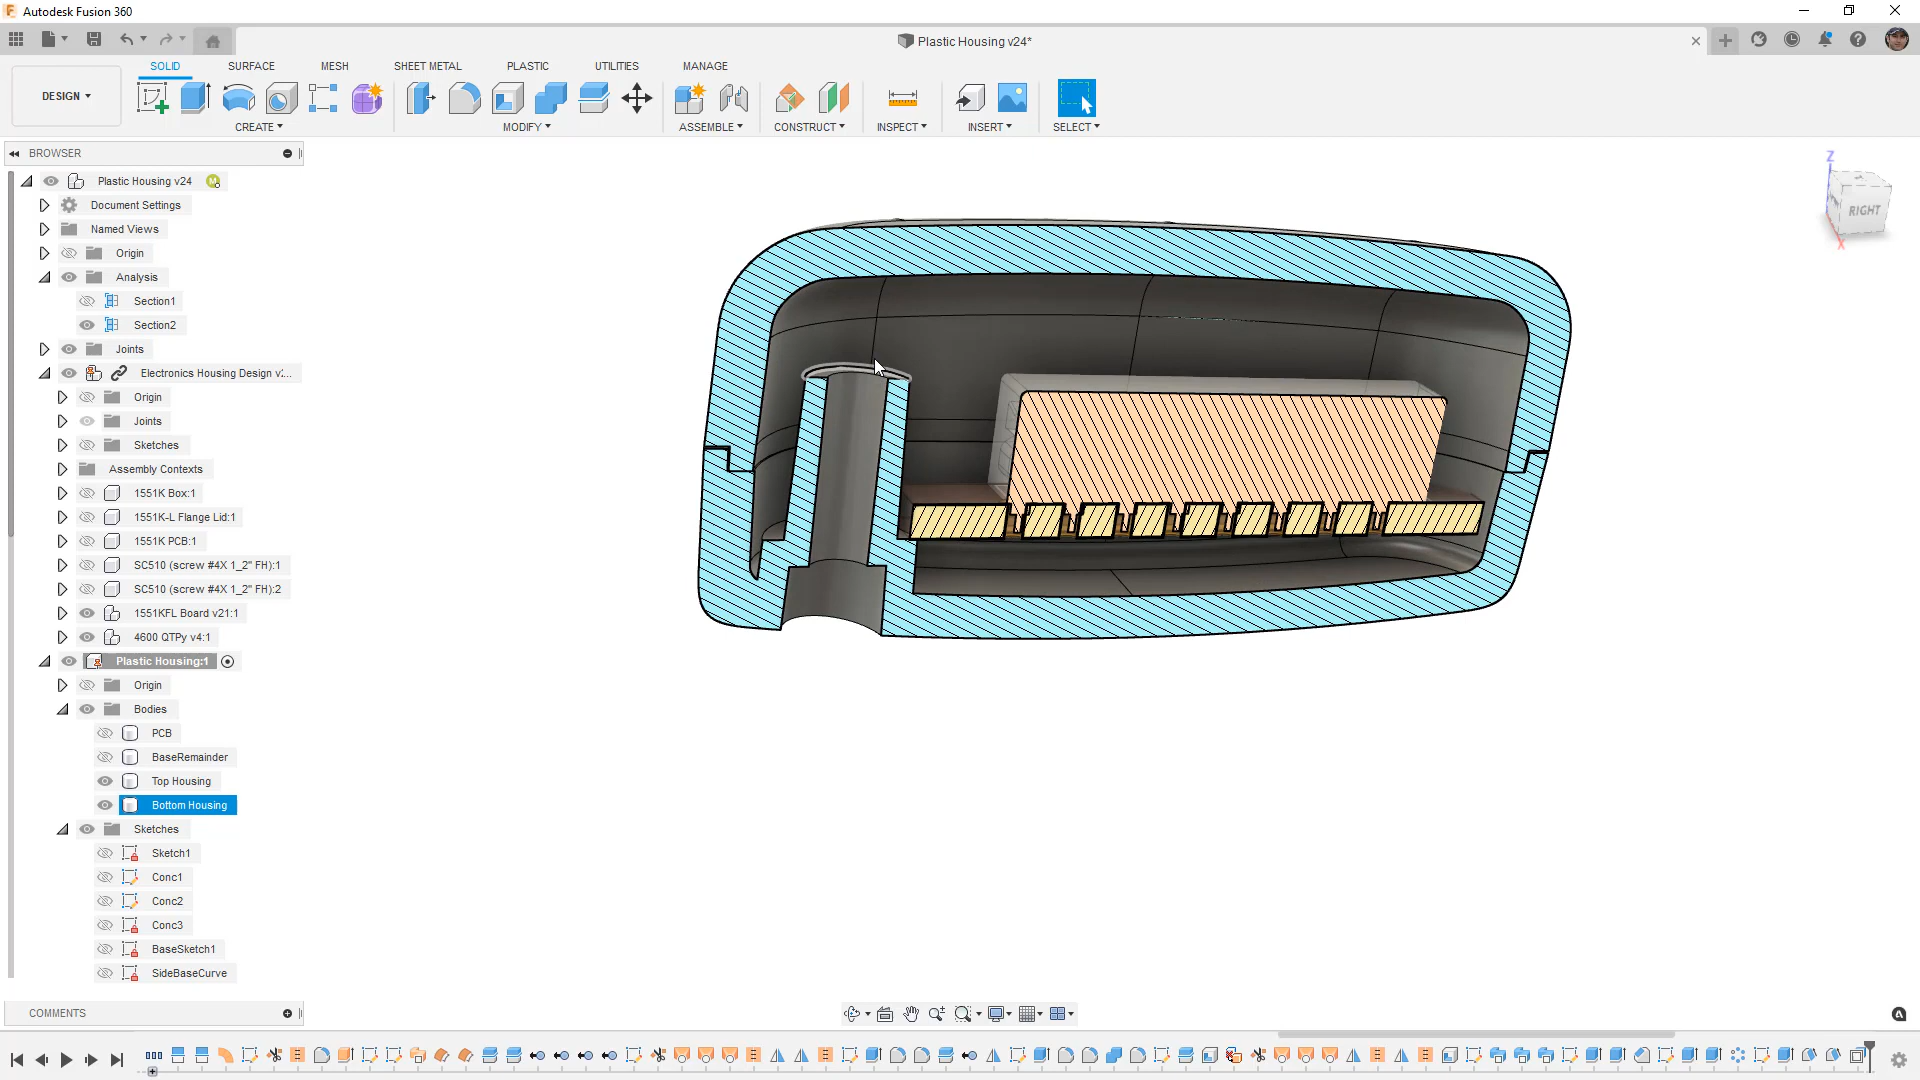 Autodesk Fusion 360
Plastic Housing v24*
DESIGN
SOLID SURFACE MESH SHEET METAL PLASTIC UTILITIES MANAGE
CREATE MODIFY ASSEMBLE CONSTRUCT INSPECT INSERT SELECT
BROWSER
Plastic Housing v24
Document Settings
Named Views
Origin
Analysis
Section1
Section2
Joints
Electronics Housing Design v2...
Origin
Joints
Sketches
Assembly Contexts
1551K Box:1
1551K-L Flange Lid:1
1551K PCB:1
SC510 (screw #4X 1_2" FH):1
SC510 (screw #4X 1_2" FH):2
1551KFL Board v21:1
4600 QTPy v4:1
Plastic Housing:1
Origin
Bodies
PCB
BaseRemainder
Top Housing
Bottom Housing
Sketches
Sketch1
Conc1
Conc2
Conc3
BaseSketch1
SideBaseCurve
COMMENTS
Z
RIGHT
X